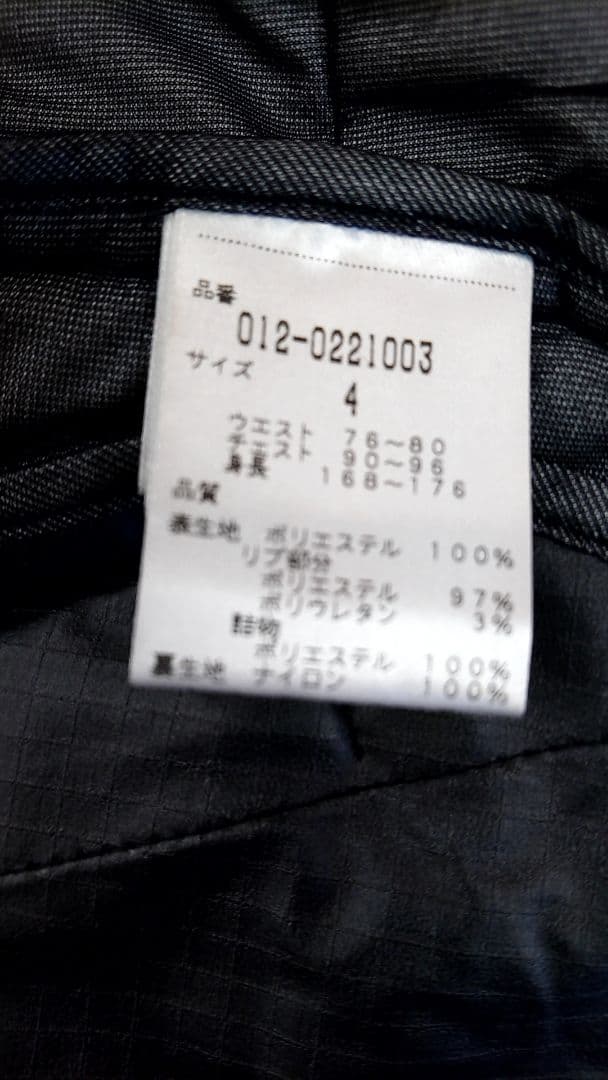 品番
012-0221003
サイズ
4
ウエスト 76～80
チェスト 90～96
身長 168～176
品質
表生地 ポリエステル 100%
リブ部分
ポリエステル 97%
ポリウレタン 3%
詰物
ポリエステル 100%
裏生地 ナイロン 100%